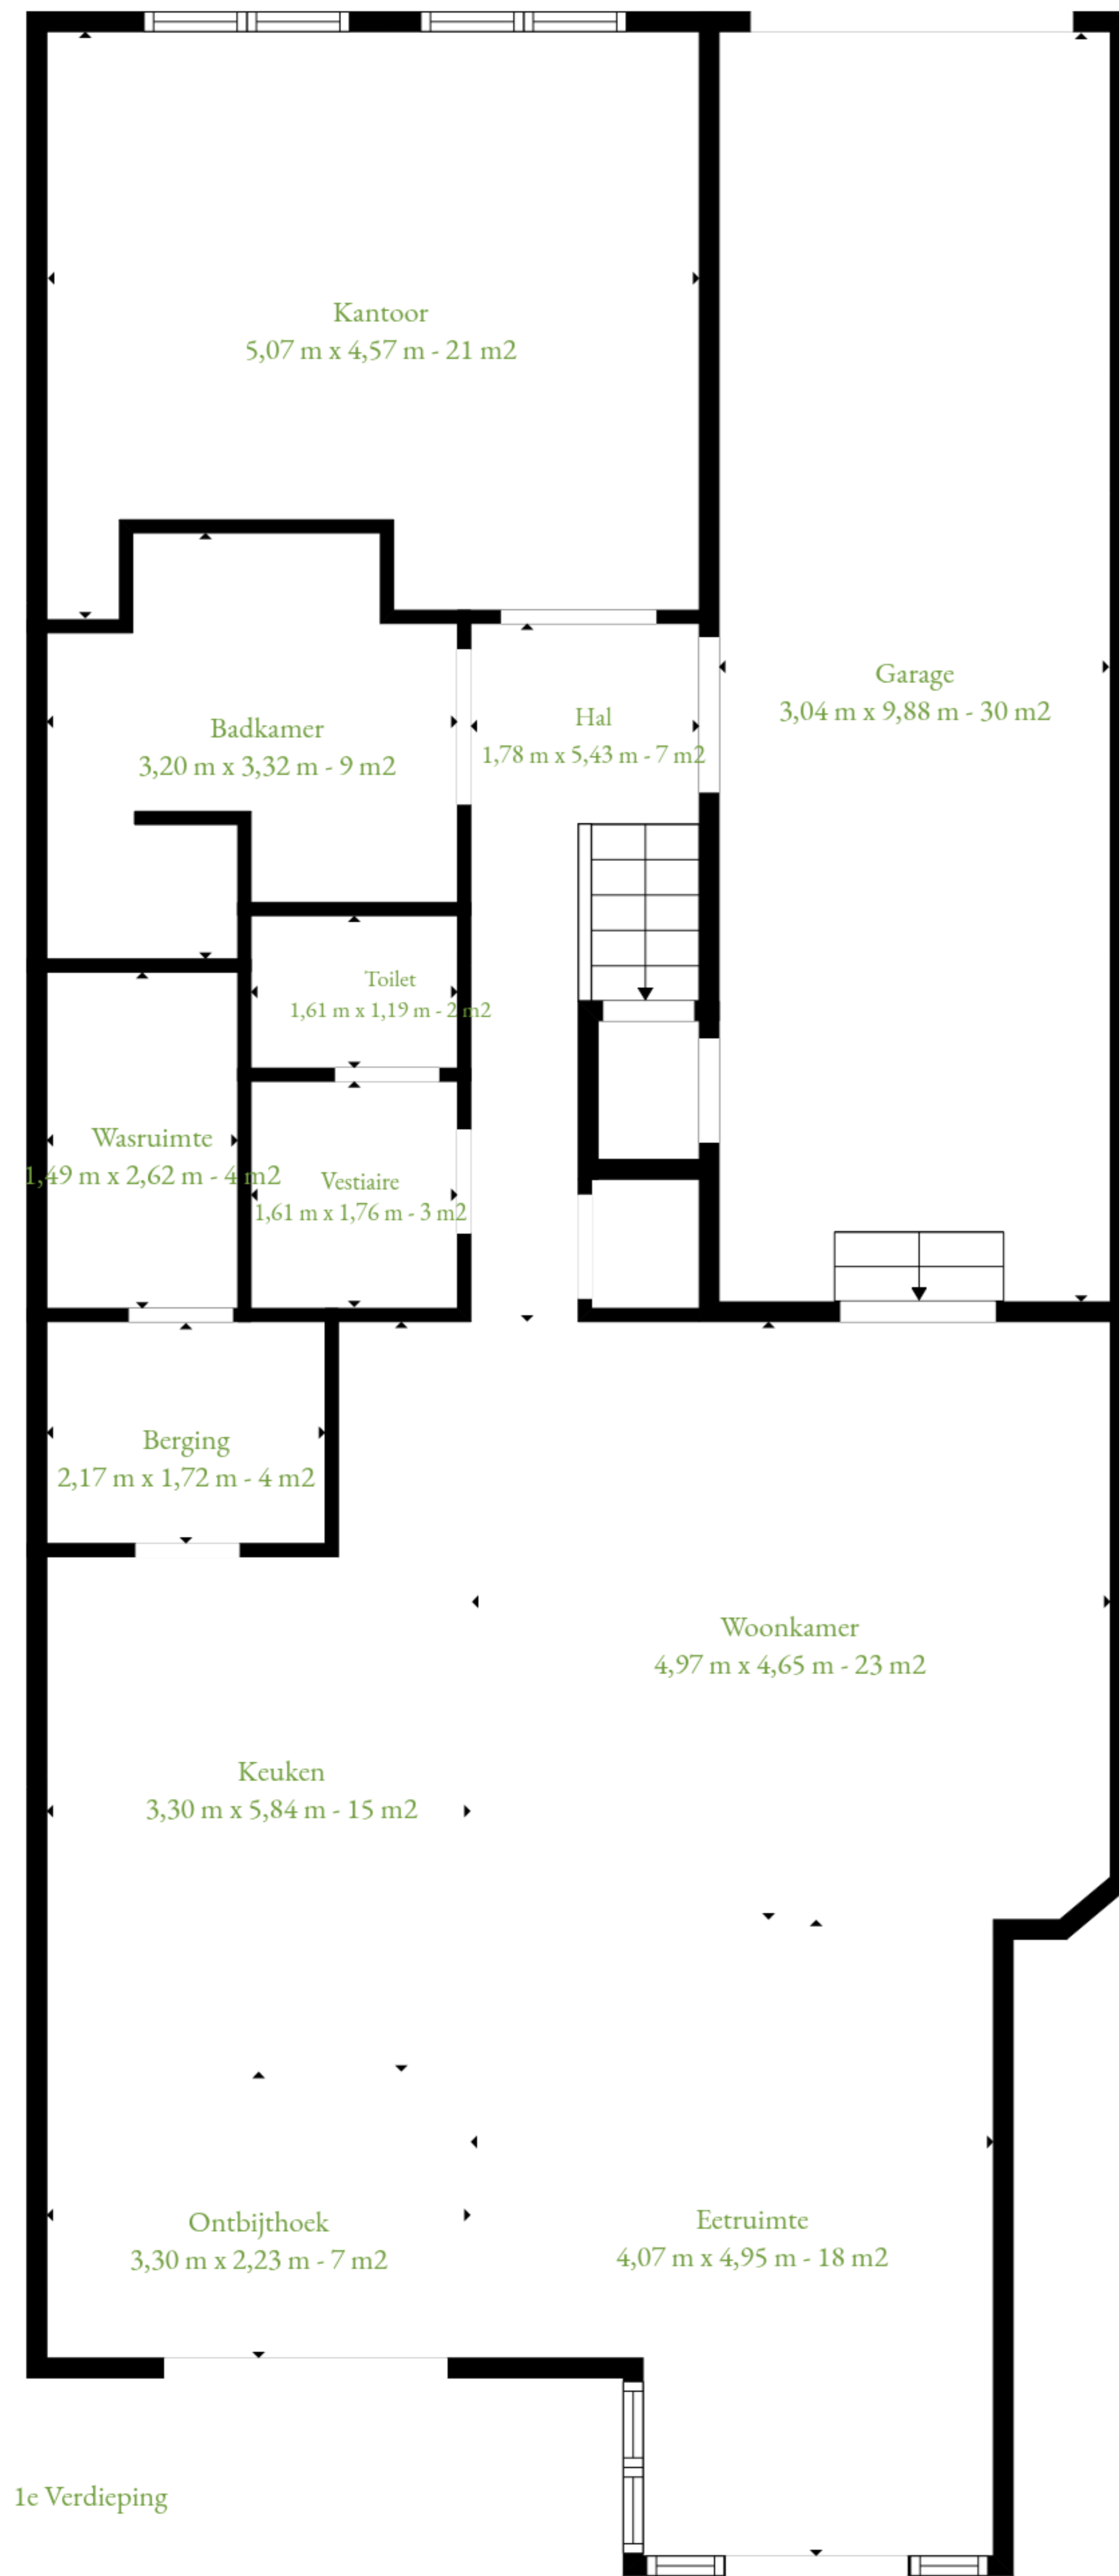 Kantoor
5,07 m x 4,57 m - 21 m2
Garage
3,04 m x 9,88 m - 30 m2
Hal
1,78 m x 5,43 m - 7 m2
Badkamer
3,20 m x 3,32 m - 9 m2
Toilet
1,61 m x 1,19 m - 2 m2
Wasruimte
1,49 m x 2,62 m - 4 m2
Vestiaire
1,61 m x 1,76 m - 3 m2
Berging
2,17 m x 1,72 m - 4 m2
Woonkamer
4,97 m x 4,65 m - 23 m2
Keuken
3,30 m x 5,84 m - 15 m2
Ontbijthoek
3,30 m x 2,23 m - 7 m2
Eetruimte
4,07 m x 4,95 m - 18 m2
1e Verdieping